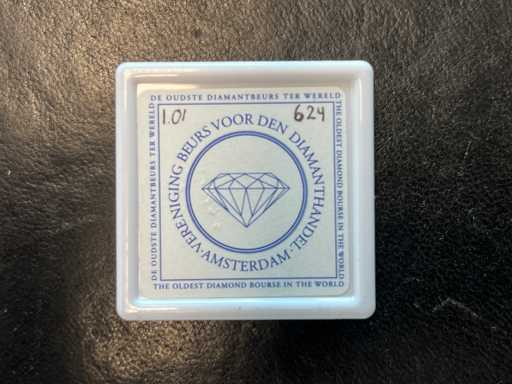 DE OUDSTE DIAMANTBEURS TER WERELD
1.01 624
VERENIGING BEURS VOOR DEN DIAMANTHANDEL
· AMSTERDAM ·
DE OUDSTE DIAMANTBEURS TER WERELD
THE OLDEST DIAMOND BOURSE IN THE WORLD
THE OLDEST DIAMOND BOURSE IN THE WORLD